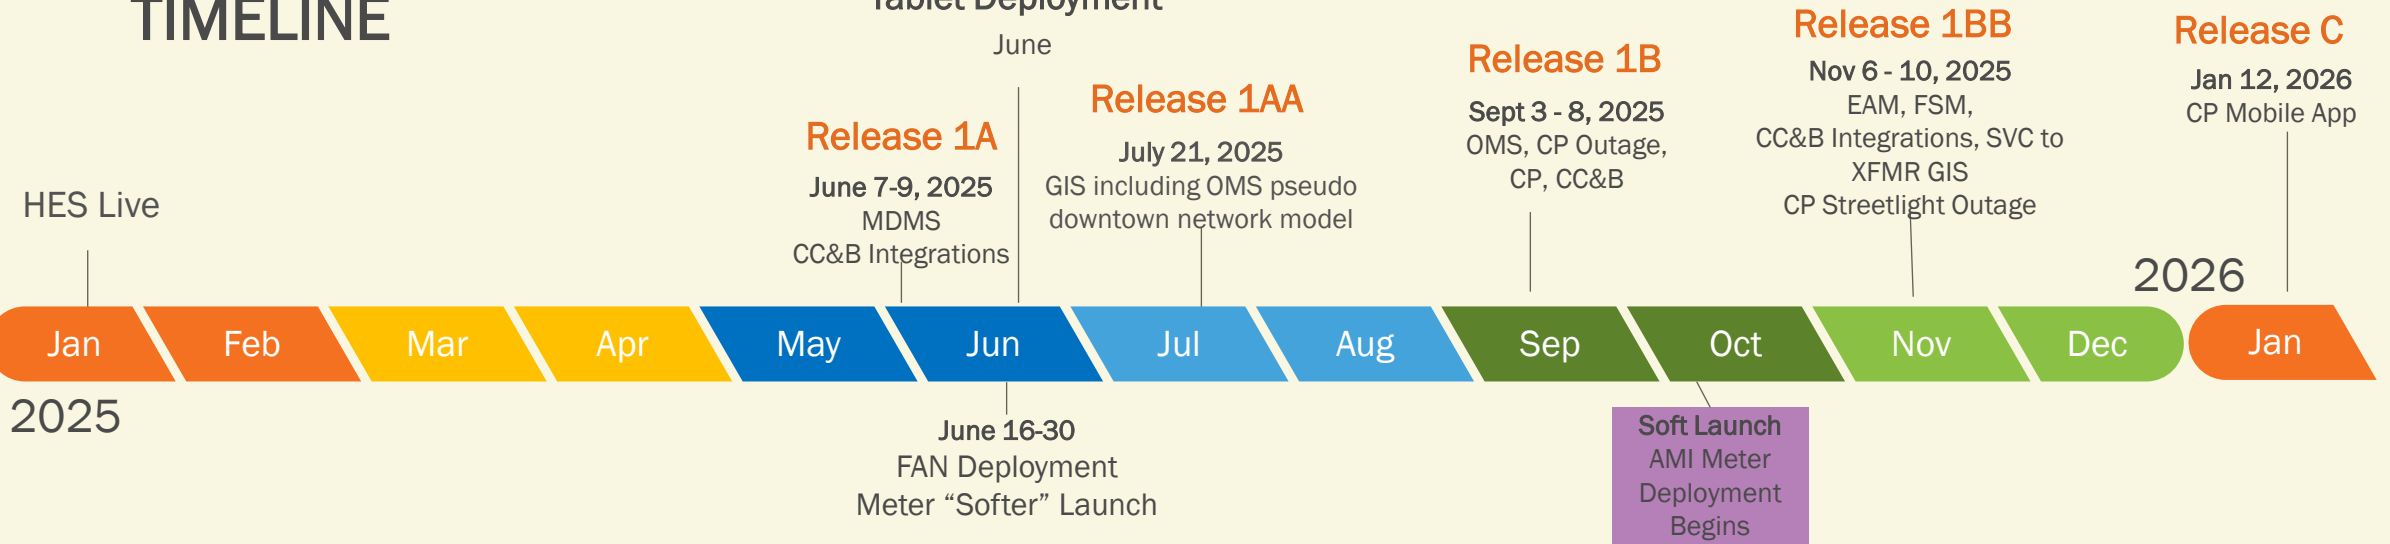 TIMELINE
Tablet Deployment
June
Release 1A
June 7-9, 2025
MDMS
CC&B Integrations
Release 1AA
July 21, 2025
GIS including OMS pseudo
downtown network model
Release 1B
Sept 3 - 8, 2025
OMS, CP Outage,
CP, CC&B
Release 1BB
Nov 6 - 10, 2025
EAM, FSM,
CC&B Integrations, SVC to
XFMR GIS
CP Streetlight Outage
Release C
Jan 12, 2026
CP Mobile App
HES Live
2026
Jan
Feb
Mar
Apr
May
Jun
Jul
Aug
Sep
Oct
Nov
Dec
Jan
2025
June 16-30
FAN Deployment
Meter “Softer” Launch
Soft Launch
AMI Meter
Deployment
Begins